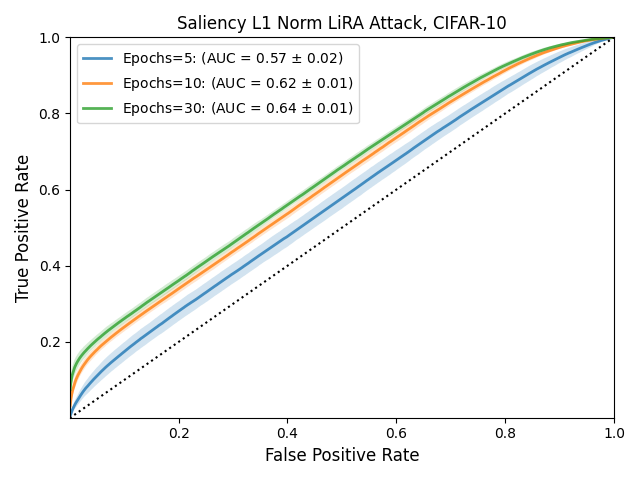 Saliency L1 Norm LiRA Attack, CIFAR-10
1.0
0.8
0.6
0.4
0.2
True Positive Rate
Epochs=5: (AUC = 0.57 ± 0.02)
Epochs=10: (AUC = 0.62 ± 0.01)
Epochs=30: (AUC = 0.64 ± 0.01)
0.2 0.4 0.6 0.8 1.0
False Positive Rate